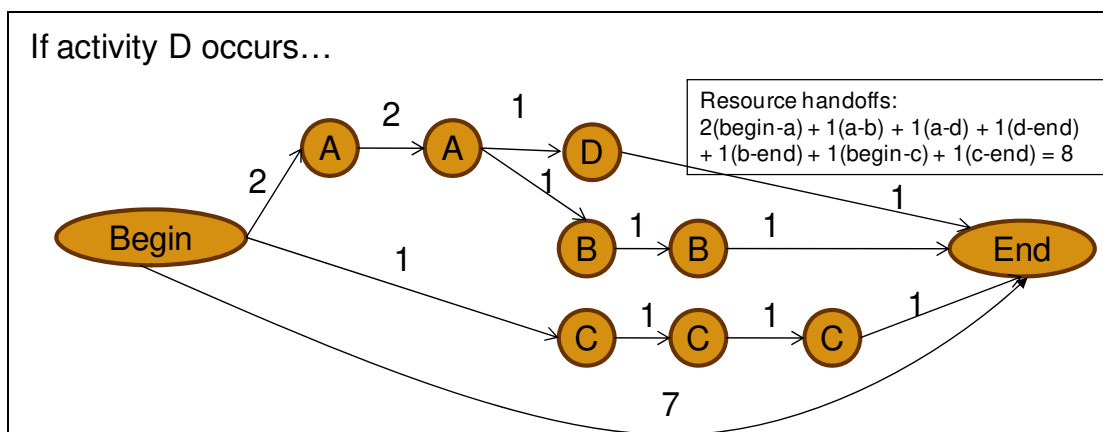 If activity D occurs…
Resource handoffs:
2(begin-a) + 1(a-b) + 1(a-d) + 1(d-end)
+ 1(b-end) + 1(begin-c) + 1(c-end) = 8
2
1
A
A
D
2
1
1
Begin
B
1
B
1
End
1
C
1
C
1
C
1
7